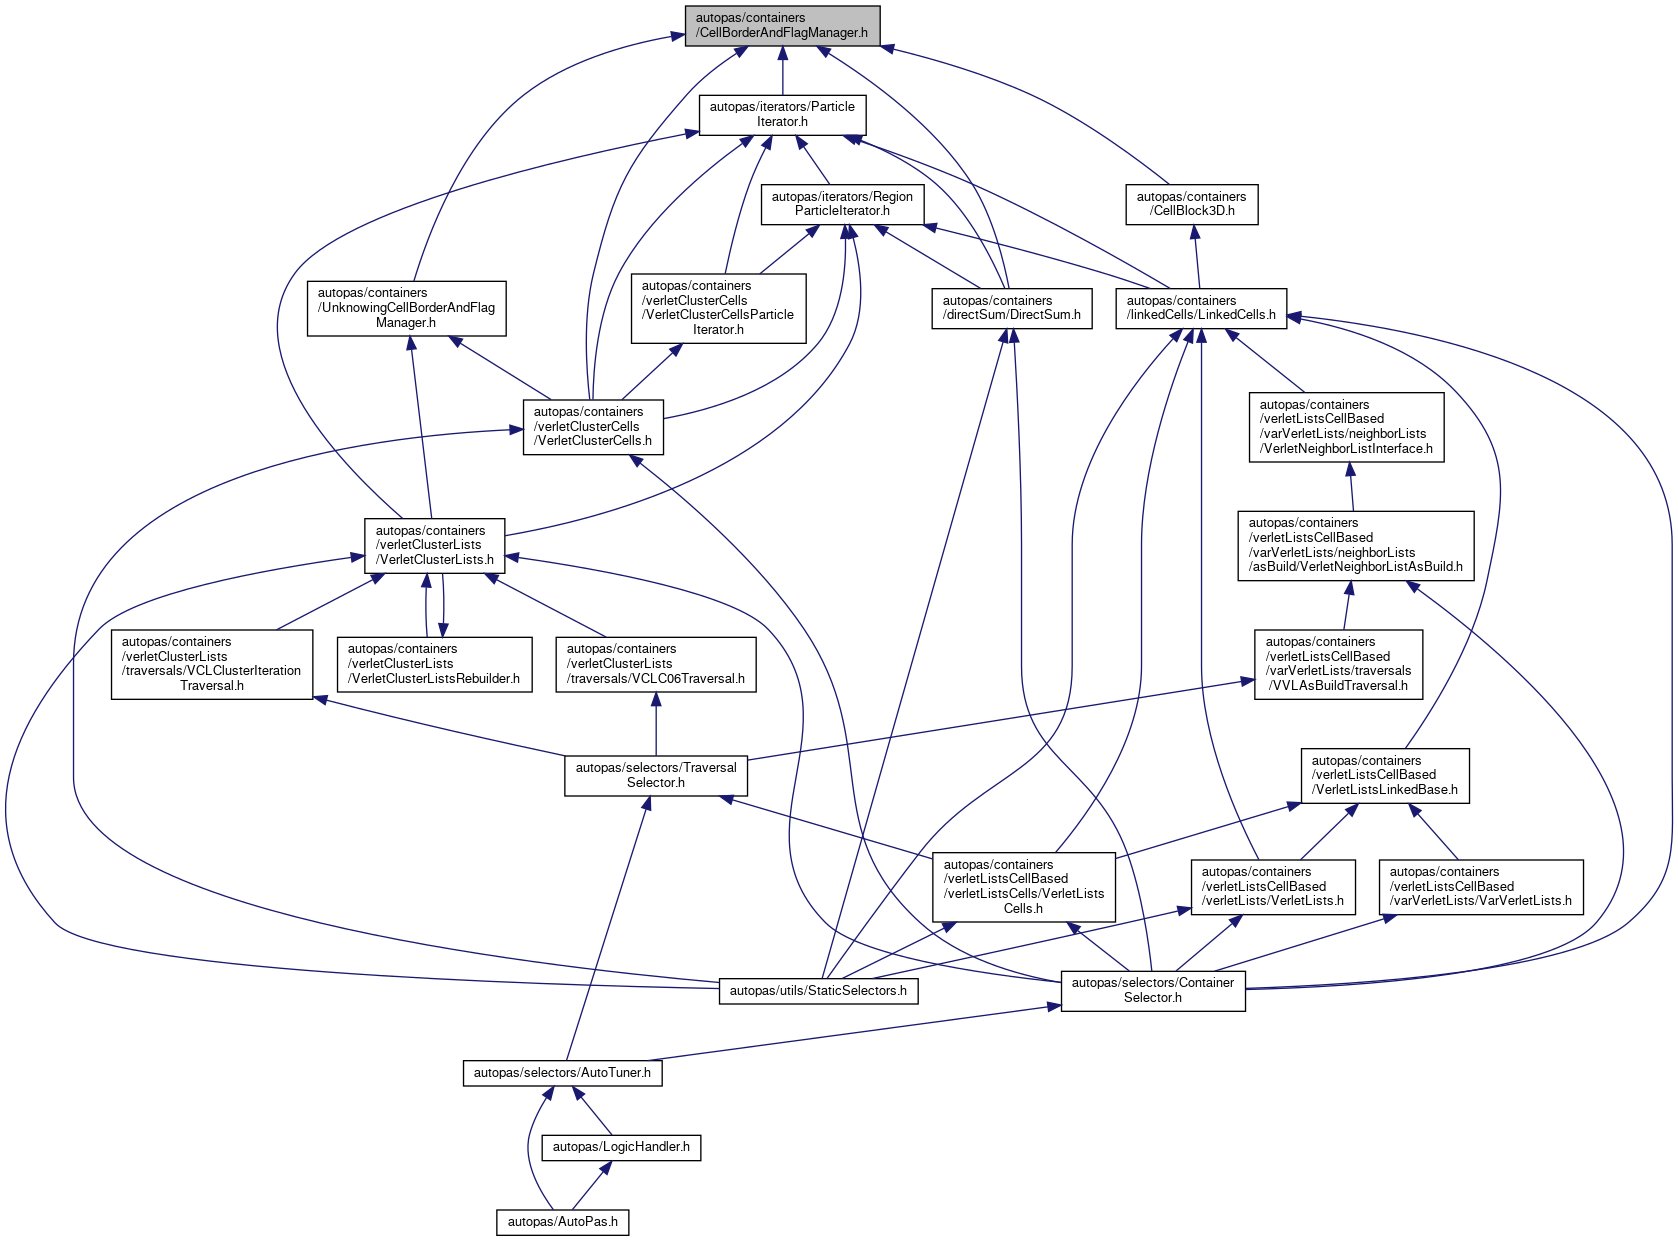 autopas/containers
/CellBorderAndFlagManager.h
autopas/iterators/Particle
Iterator.h
autopas/iterators/Region
ParticleIterator.h
autopas/containers
/CellBlock3D.h
autopas/containers
/UnknowingCellBorderAndFlag
Manager.h
autopas/containers
/verletClusterCells
/VerletClusterCellsParticle
Iterator.h
autopas/containers
/directSum/DirectSum.h
autopas/containers
/linkedCells/LinkedCells.h
autopas/containers
/verletClusterCells
/VerletClusterCells.h
autopas/containers
/verletListsCellBased
/varVerletLists/neighborLists
/VerletNeighborListInterface.h
autopas/containers
/verletClusterLists
/VerletClusterLists.h
autopas/containers
/verletListsCellBased
/varVerletLists/neighborLists
/asBuild/VerletNeighborListAsBuild.h
autopas/containers
/verletClusterLists
/traversals/VCLClusterIteration
Traversal.h
autopas/containers
/verletClusterLists
/VerletClusterListsRebuilder.h
autopas/containers
/verletClusterLists
/traversals/VCLC06Traversal.h
autopas/containers
/verletListsCellBased
/varVerletLists/traversals
/VVLAsBuildTraversal.h
autopas/selectors/Traversal
Selector.h
autopas/containers
/verletListsCellBased
/VerletListsLinkedBase.h
autopas/containers
/verletListsCellBased
/verletListsCells/VerletLists
Cells.h
autopas/containers
/verletListsCellBased
/verletLists/VerletLists.h
autopas/containers
/verletListsCellBased
/varVerletLists/VarVerletLists.h
autopas/utils/StaticSelectors.h
autopas/selectors/Container
Selector.h
autopas/selectors/AutoTuner.h
autopas/LogicHandler.h
autopas/AutoPas.h